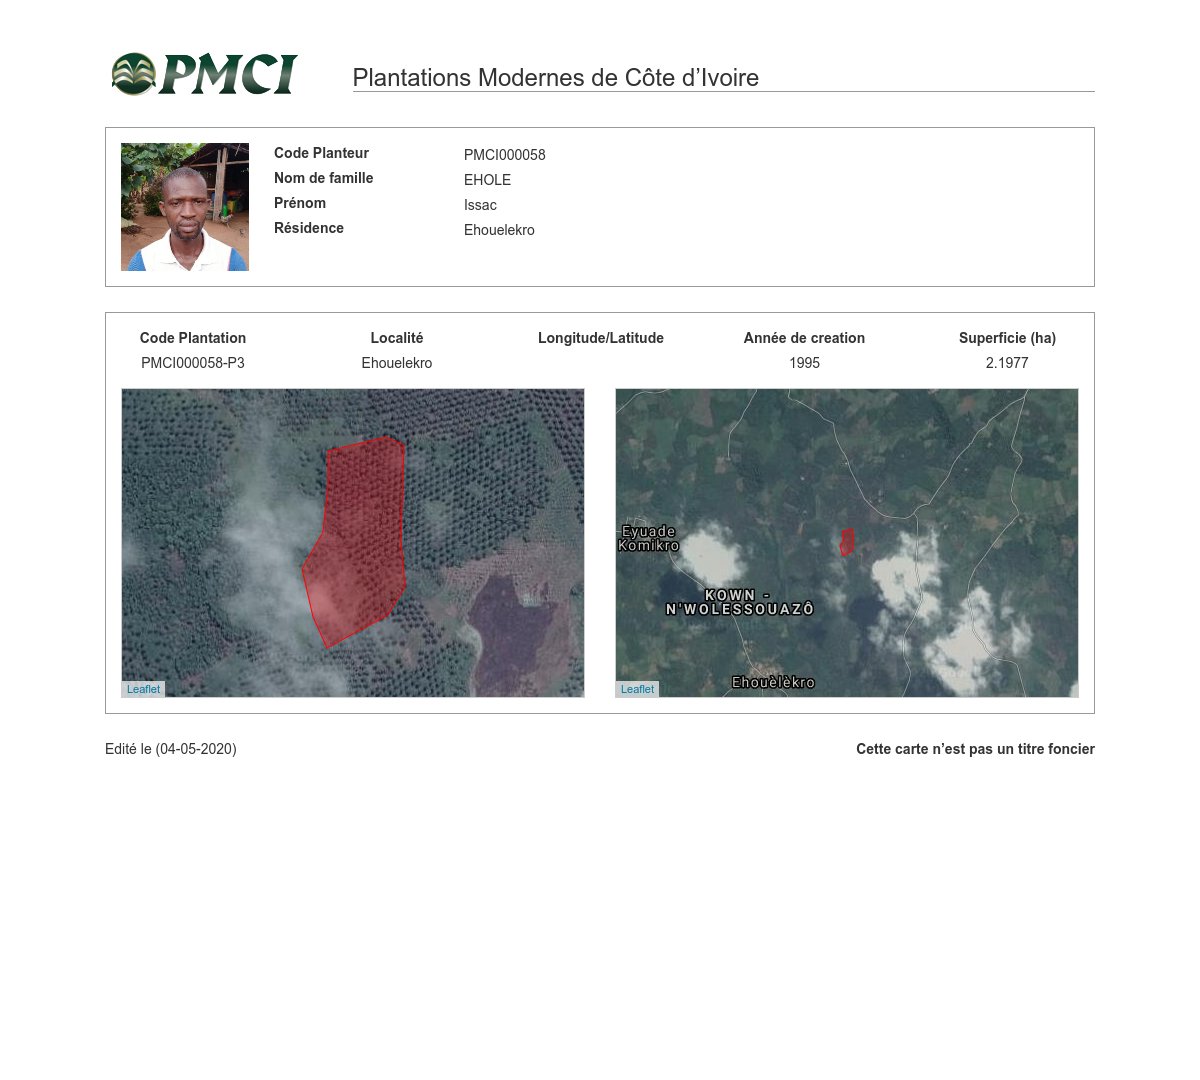 PMCI
Plantations Modernes de Côte d’Ivoire
Code Planteur PMCI000058
Nom de famille EHOLE
Prénom Issac
Résidence Ehouelekro
Code Plantation Localité Longitude/Latitude Année de creation Superficie (ha)
PMCI000058-P3 Ehouelekro 1995 2.1977
Leaflet
Eyuade
Komikro
KOWN -
N'WOLESSOUAZÔ
Ehouèlèkro
Leaflet
Edité le (04-05-2020)
Cette carte n’est pas un titre foncier